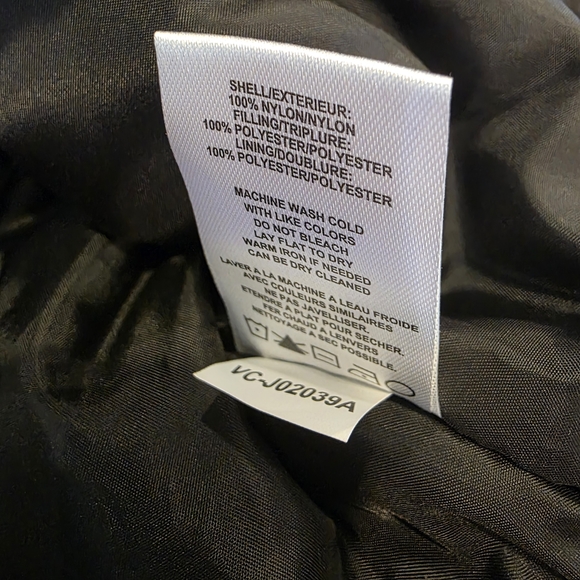 SHELL/EXTERIEUR:
100% NYLON/NYLON
FILLING/TRIPLURE:
100% POLYESTER/POLYESTER
LINING/DOUBLURE:
100% POLYESTER/POLYESTER
MACHINE WASH COLD
WITH LIKE COLORS
DO NOT BLEACH
LAY FLAT TO DRY
WARM IRON IF NEEDED
CAN BE DRY CLEANED
LAVER A LA MACHINE A LEAU FROIDE
AVEC COULEURS SIMILAIRES
NE PAS JAVELLISER.
ETENDRE A PLAT POUR SECHER.
FER CHAUD A LENVERS
NETTOYAGE A SEC POSSIBLE.
VC-J02039A